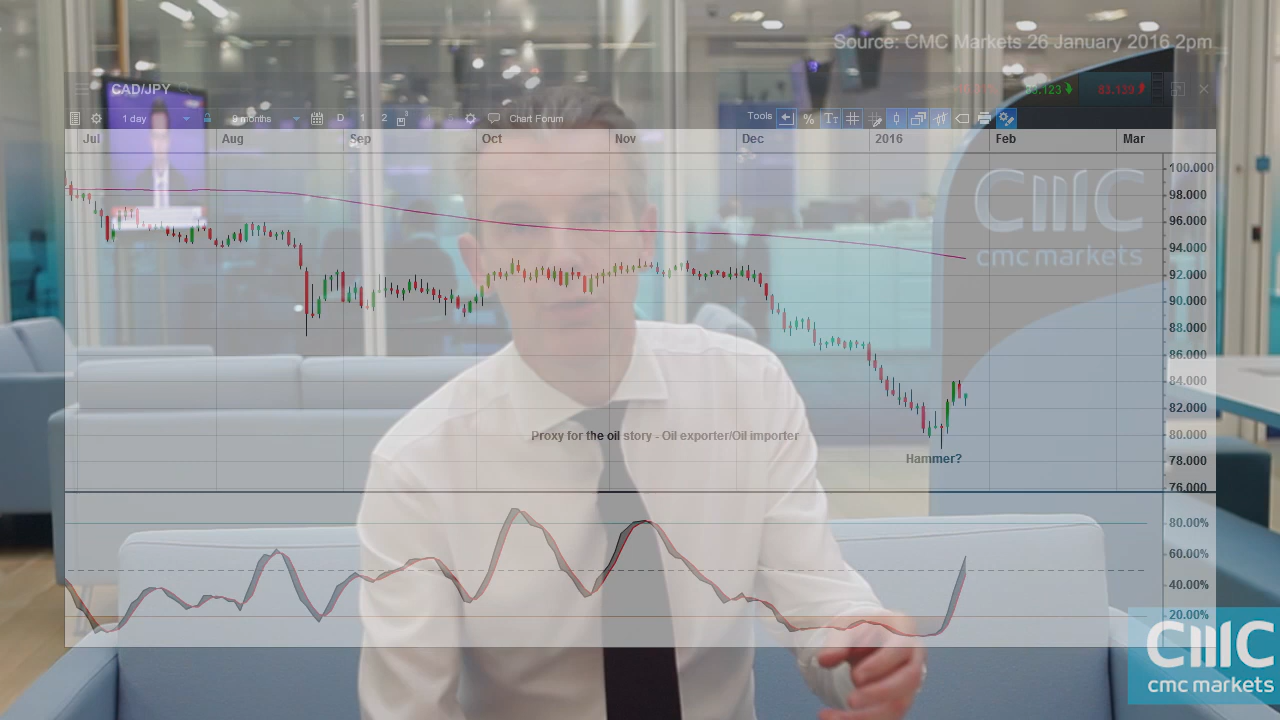 Source: CMC Markets 26 January 2016 2pm
CAD/JPY
83.139
1 day
9 months
D
1
2
Chart Forum
Tools
%
Jul
Aug
Sep
Oct
Nov
Dec
2016
Feb
Mar
100.000
98.000
96.000
94.000
92.000
90.000
88.000
86.000
84.000
82.000
80.000
78.000
76.000
CMC
cmc markets
Proxy for the oil story - Oil exporter/Oil importer
Hammer?
80.00%
60.00%
40.00%
20.00%
CMC
cmc markets